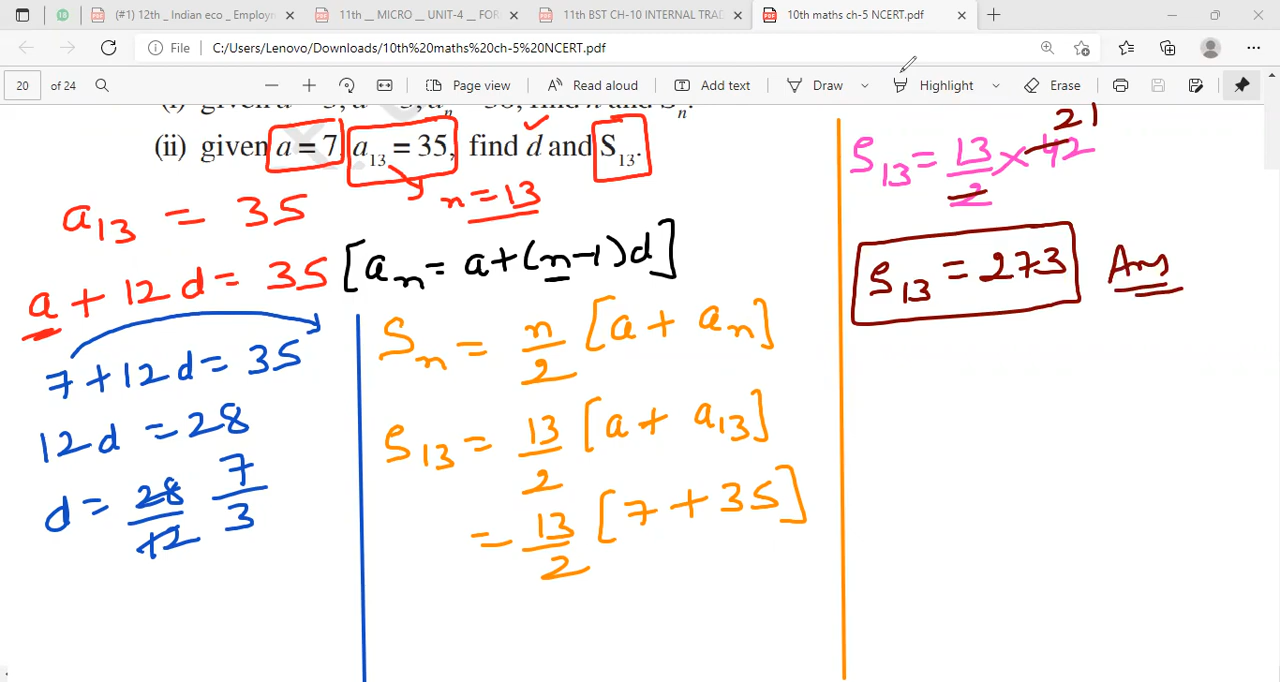 (#1) 12th _ Indian eco _ Employn
11th __ MICRO __ UNIT-4 __ FOR
11th BST CH-10 INTERNAL TRAD
10th maths ch-5 NCERT.pdf
File C:/Users/Lenovo/Downloads/10th%20maths%20ch-5%20NCERT.pdf
20 of 24 Page view Read aloud Add text Draw Highlight Erase
(ii) given a = 7, a₁₃ = 35, find d and S₁₃.
n = 13
a₁₃ = 35
a + 12d = 35 [aₙ = a + (n-1)d]
7 + 12d = 35
12d = 28
d = 28/12 7/3
Sₙ = n/2 [a + aₙ]
S₁₃ = 13/2 [a + a₁₃]
= 13/2 [7 + 35]
21
S₁₃ = 13/2 × 42
S₁₃ = 273 Ans